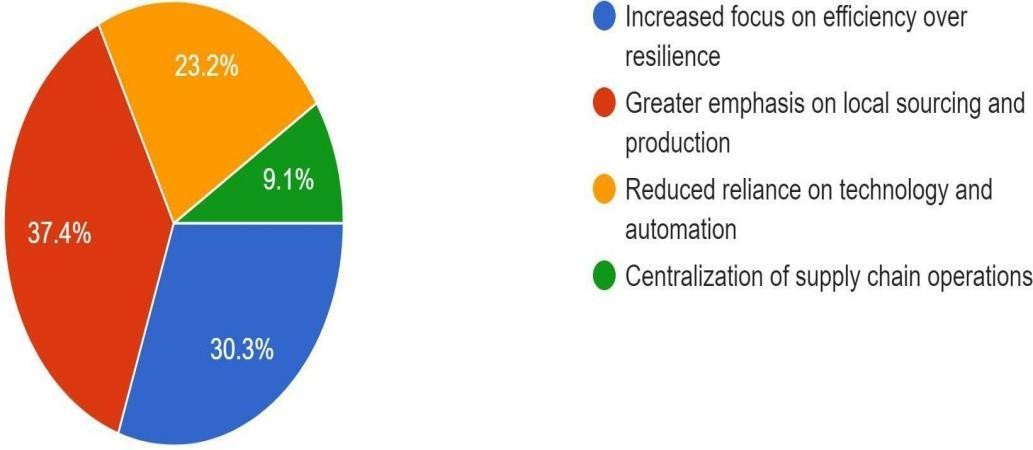 23.2%
9.1%
37.4%
30.3%
Increased focus on efficiency over
resilience
Greater emphasis on local sourcing and
production
Reduced reliance on technology and
automation
Centralization of supply chain operations